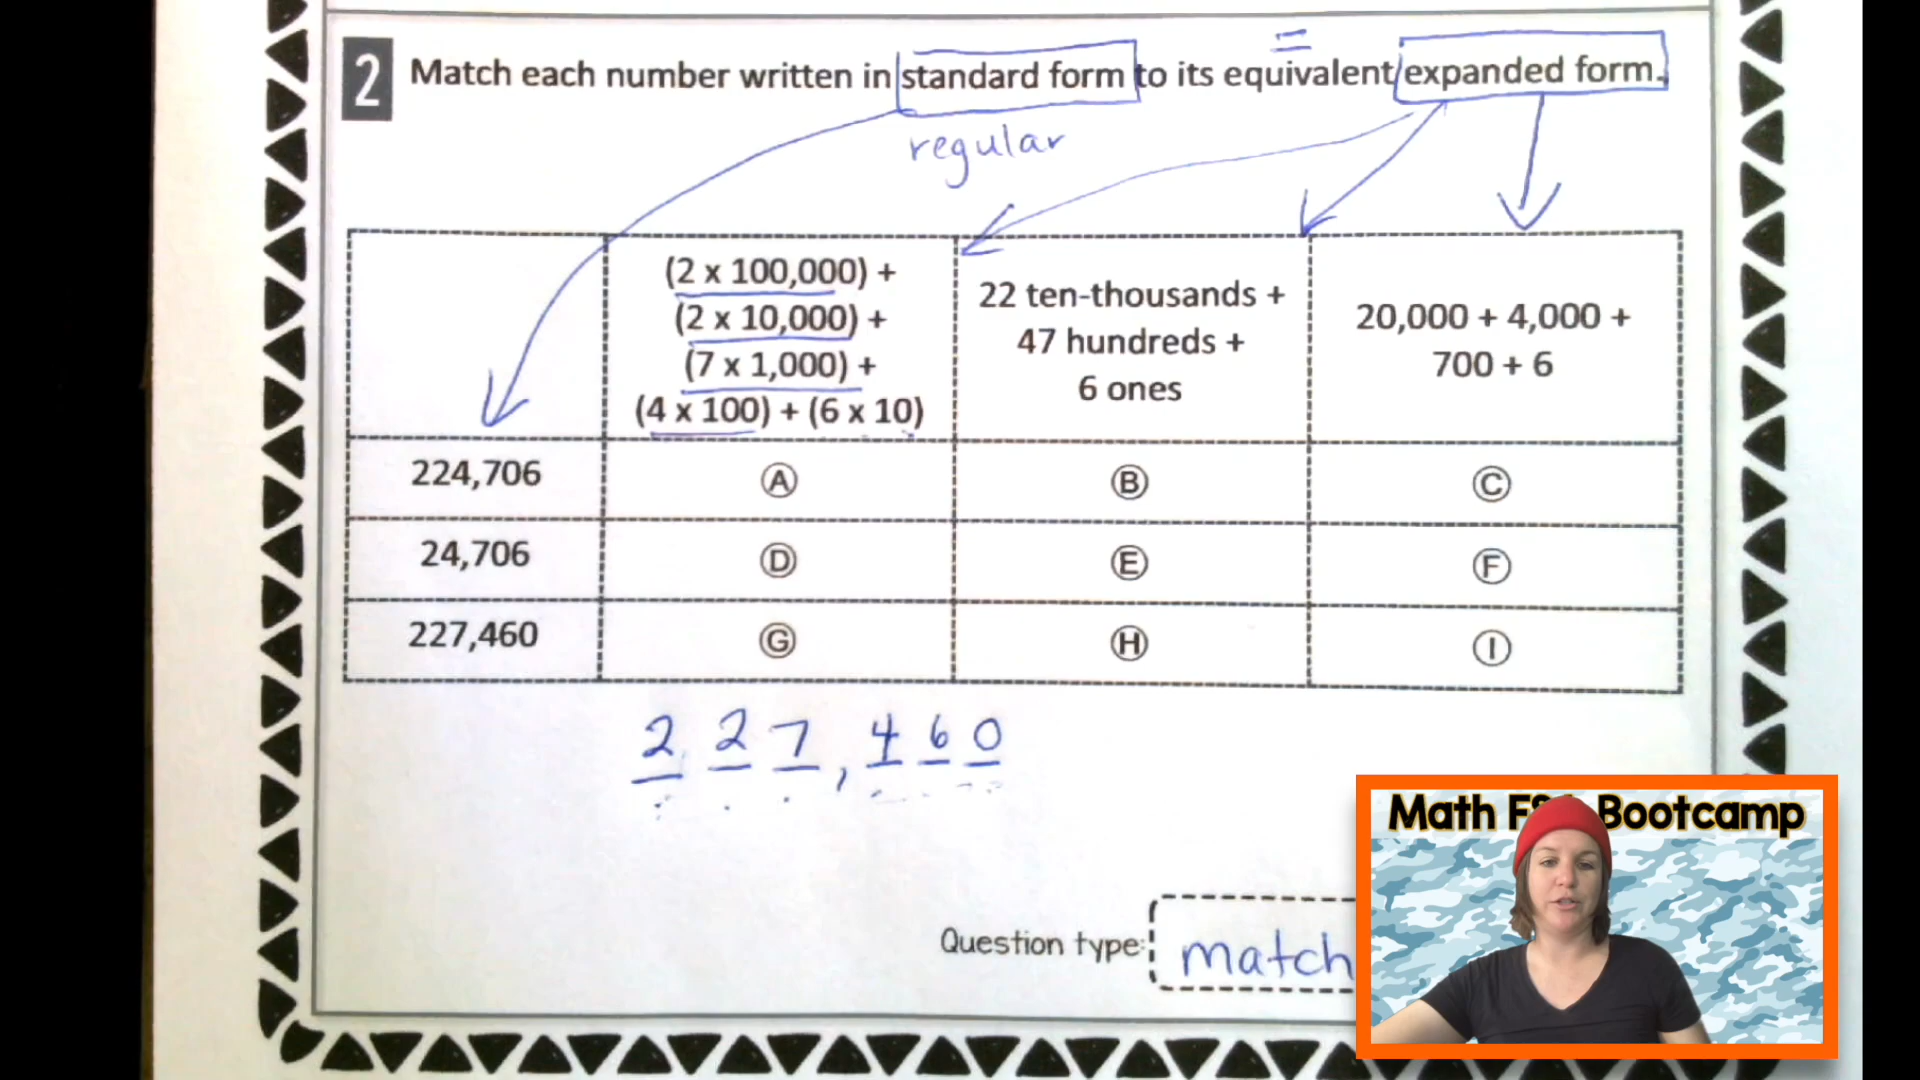 2 Match each number written in standard form to its equivalent expanded form.
=
regular
(2 x 100,000) +
(2 x 10,000) +
(7 x 1,000) +
(4 x 100) + (6 x 10)
22 ten-thousands +
47 hundreds +
6 ones
20,000 + 4,000 +
700 + 6
224,706 A B C
24,706 D E F
227,460 G H I
2 2 7, 4 6 0
Question type: match
Math Bootcamp